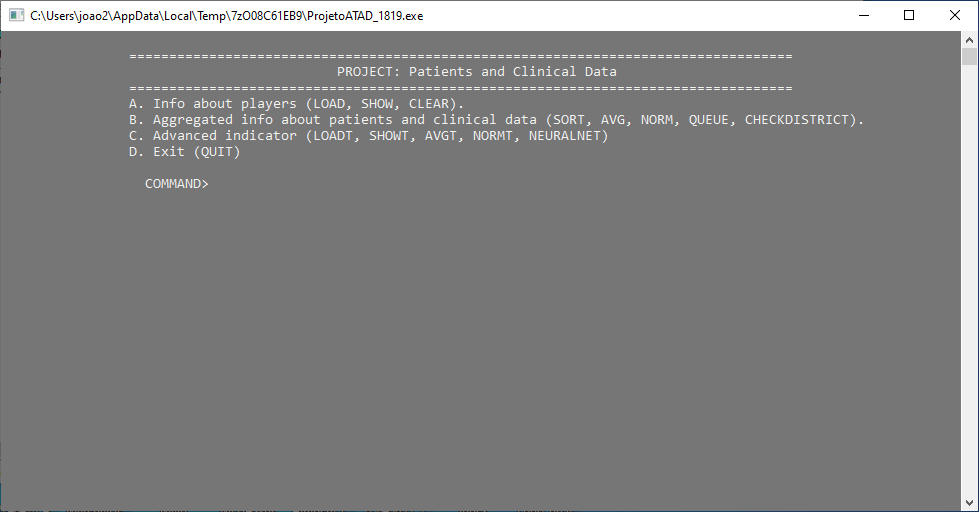 C:\Users\joao2\AppData\Local\Temp\7zO08C61EB9\ProjetoATAD_1819.exe
===================================================================================
PROJECT: Patients and Clinical Data
===================================================================================
A. Info about players (LOAD, SHOW, CLEAR).
B. Aggregated info about patients and clinical data (SORT, AVG, NORM, QUEUE, CHECKDISTRICT).
C. Advanced indicator (LOADT, SHOWT, AVGT, NORMT, NEURALNET)
D. Exit (QUIT)
COMMAND>